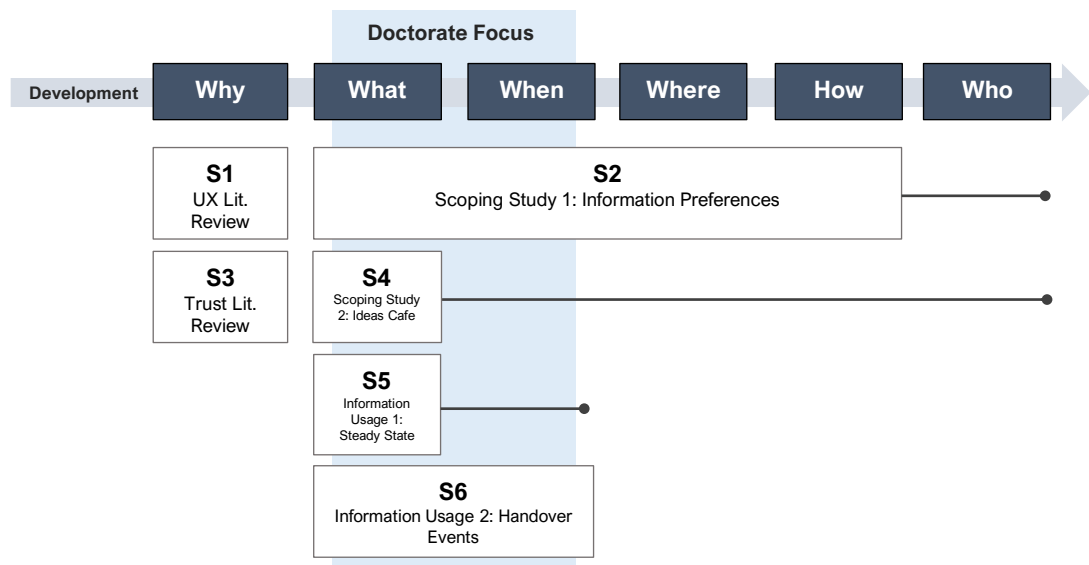 Doctorate Focus
Development
Why
What
When
Where
How
Who
S1
UX Lit.
Review
S2
Scoping Study 1: Information Preferences
S3
Trust Lit.
Review
S4
Scoping Study
2: Ideas Cafe
S5
Information
Usage 1:
Steady State
S6
Information Usage 2: Handover
Events